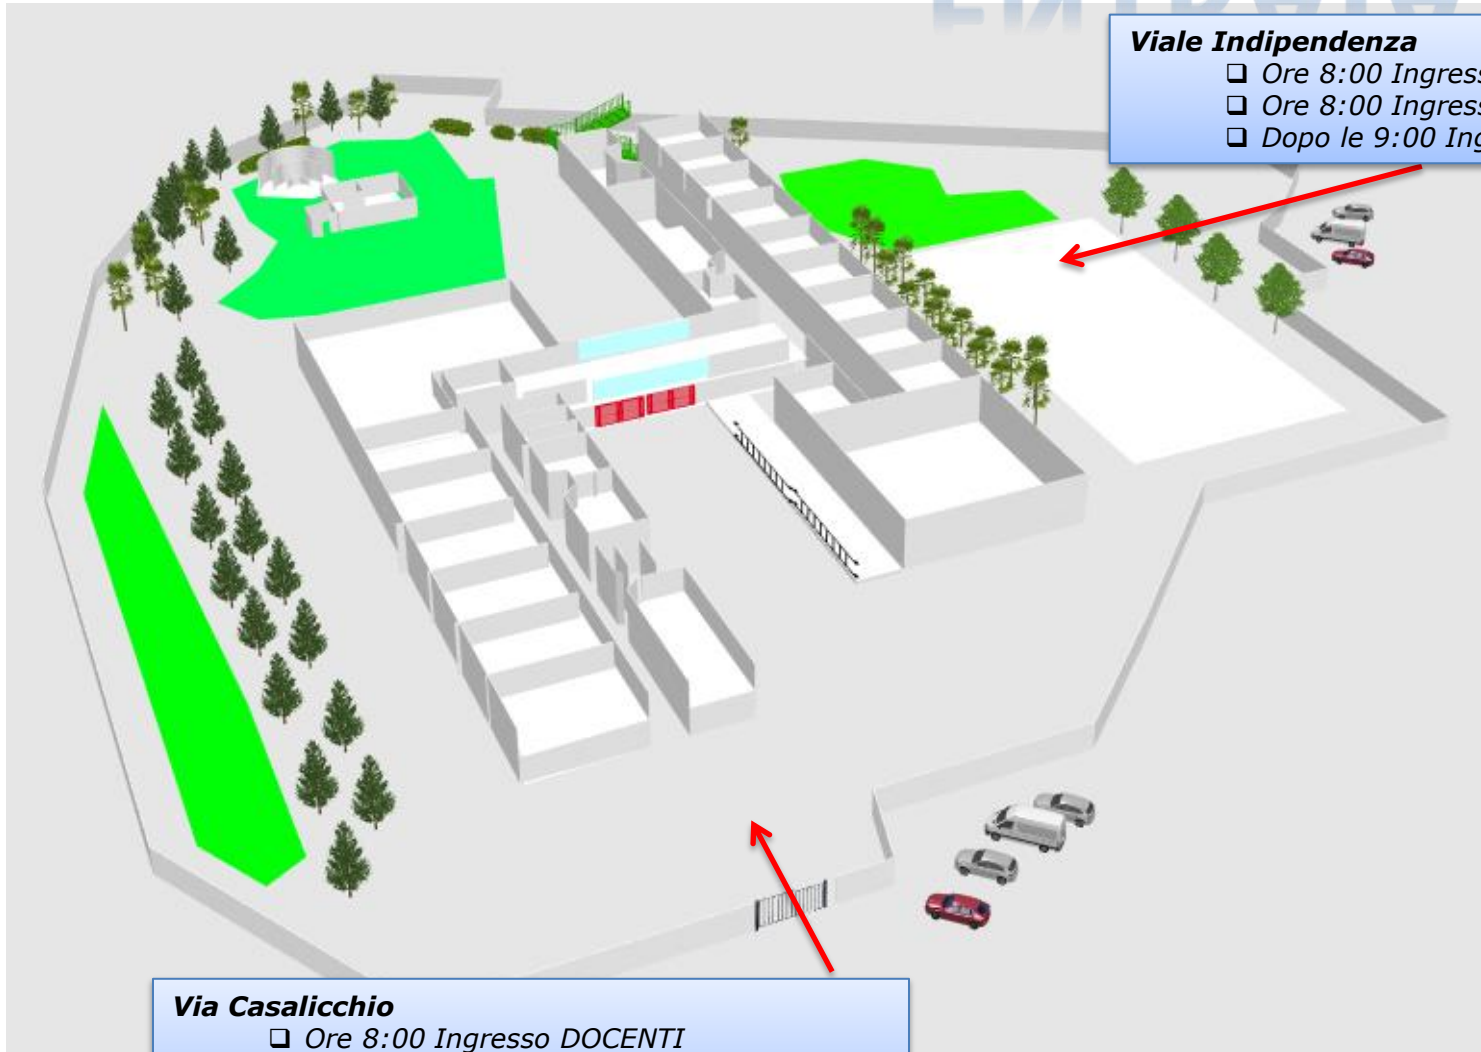 Viale Indipendenza
❑ Ore 8:00
❑ Ore 8:00
❑ Dopo le 9:00
Via Casalicchio
❑ Ore 8:00 Ingresso DOCENTI